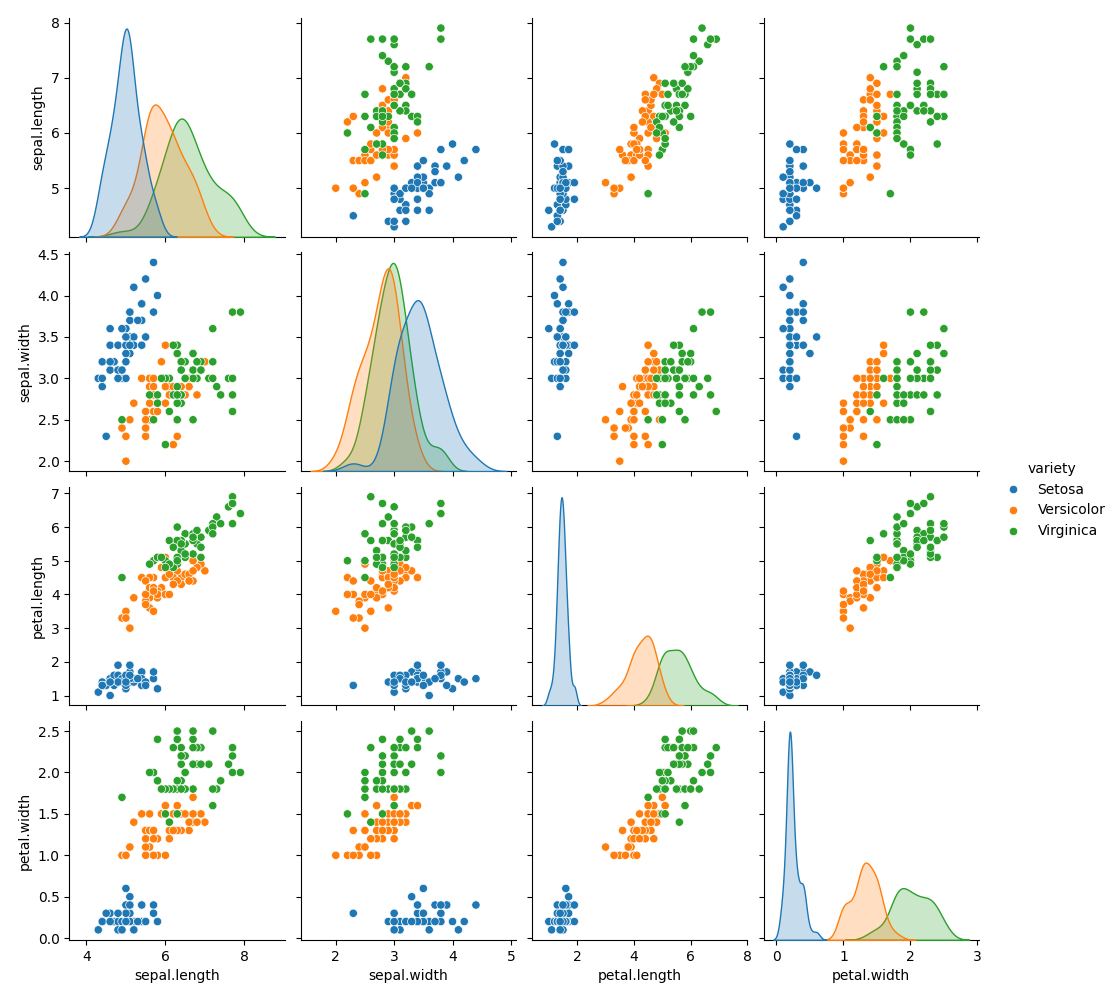 8
7
6
5
sepal.length
4.5
4.0
3.5
3.0
2.5
2.0
sepal.width
variety
Setosa
Versicolor
Virginica
7
6
5
4
3
2
1
petal.length
2.5
2.0
1.5
1.0
0.5
0.0
petal.width
4 6 8
sepal.length
2 3 4 5
sepal.width
2 4 6 8
petal.length
0 1 2 3
petal.width